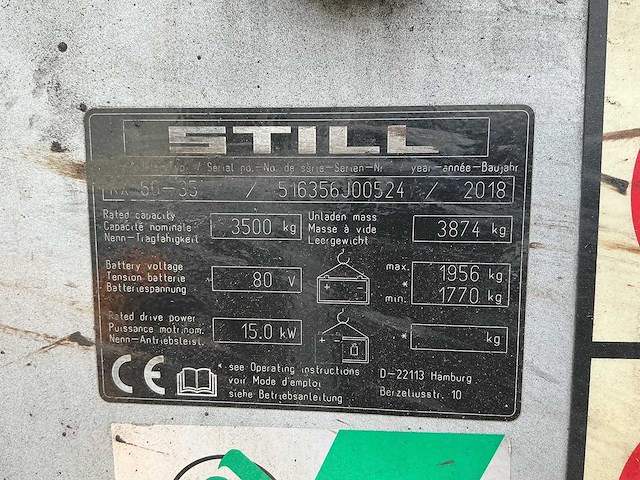 STILL
/ Serial no.-No. de série-Serien-Nr. year-année-Baujahr
RX 60-35 / 516356J00524 / 2018
Rated capacity
Capacité nominale
Nenn-Tragfähigkeit
3500 kg
Unladen mass
Masse à vide
Leergewicht
3874 kg
Battery voltage
Tension batterie
Batteriespannung
80 V
+ -
max. 1956 kg
*
min. 1770 kg
Rated drive power
Puissance motr.nom.
Nenn-Antriebsleist.
15.0 kW
+ -
* kg
CE
*: see Operating instructions
voir Mode d'emploi
siehe Betriebsanleitung
D-22113 Hamburg
Berzeliusstr. 10